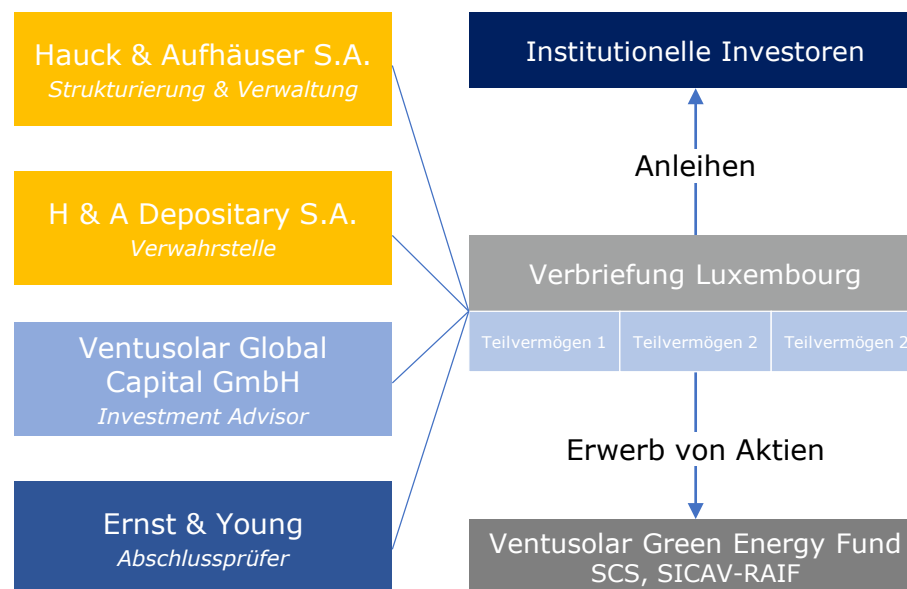 Hauck & Aufhäuser S.A.
Strukturierung & Verwaltung
H & A Depositary S.A.
Verwahrstelle
Ventusolar Global
Capital GmbH
Investment Advisor
Ernst & Young
Abschlussprüfer
Institutionelle Investoren
Anleihen
Verbriefung Luxembourg
Teilvermögen 1
Teilvermögen 2
Teilvermögen 2
Erwerb von Aktien
Ventusolar Green Energy Fund
SCS, SICAV-RAIF